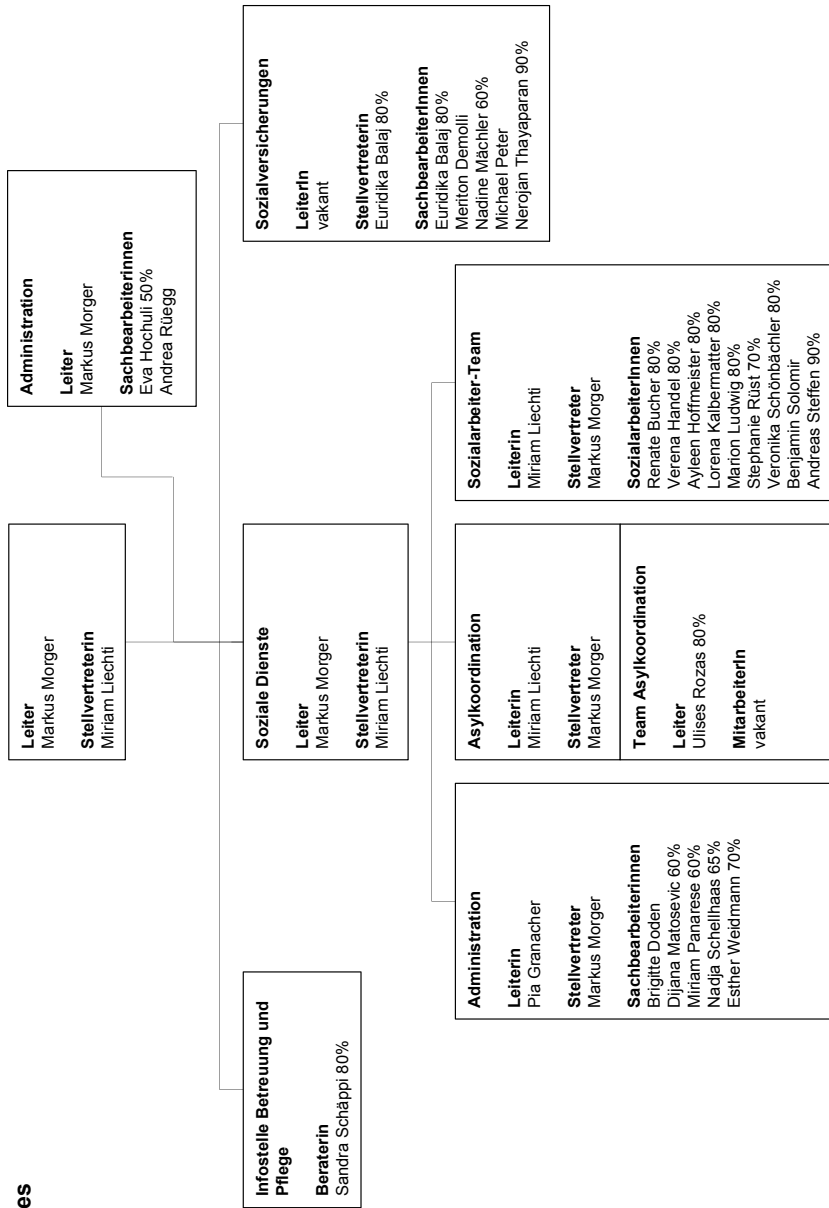 es
Leiter
Markus Morger
Stellvertreterin
Miriam Liechti
Administration
Leiter
Markus Morger
Sachbearbeiterinnen
Eva Hochuli 50%
Andrea Rüegg
Infostelle Betreuung und
Pflege
Beraterin
Sandra Schäppi 80%
Soziale Dienste
Leiter
Markus Morger
Stellvertreterin
Miriam Liechti
Sozialversicherungen
LeiterIn
vakant
Stellvertreterin
Euridika Balaj 80%
SachbearbeiterInnen
Euridika Balaj 80%
Meriton Demolli
Nadine Mächler 60%
Michael Peter
Nerojan Thayaparan 90%
Administration
Leiterin
Pia Granacher
Stellvertreter
Markus Morger
Sachbearbeiterinnen
Brigitte Doden
Dijana Matosevic 60%
Miriam Panarese 60%
Nadja Schellhaas 65%
Esther Weidmann 70%
Asylkoordination
Leiterin
Miriam Liechti
Stellvertreter
Markus Morger
Team Asylkoordination
Leiter
Ulises Rozas 80%
MitarbeiterIn
vakant
Sozialarbeiter-Team
Leiterin
Miriam Liechti
Stellvertreter
Markus Morger
SozialarbeiterInnen
Renate Bucher 80%
Verena Handel 80%
Ayleen Hoffmeister 80%
Lorena Kalbermatter 80%
Marion Ludwig 80%
Stephanie Rüst 70%
Veronika Schönbächler 80%
Benjamin Solomir
Andreas Steffen 90%